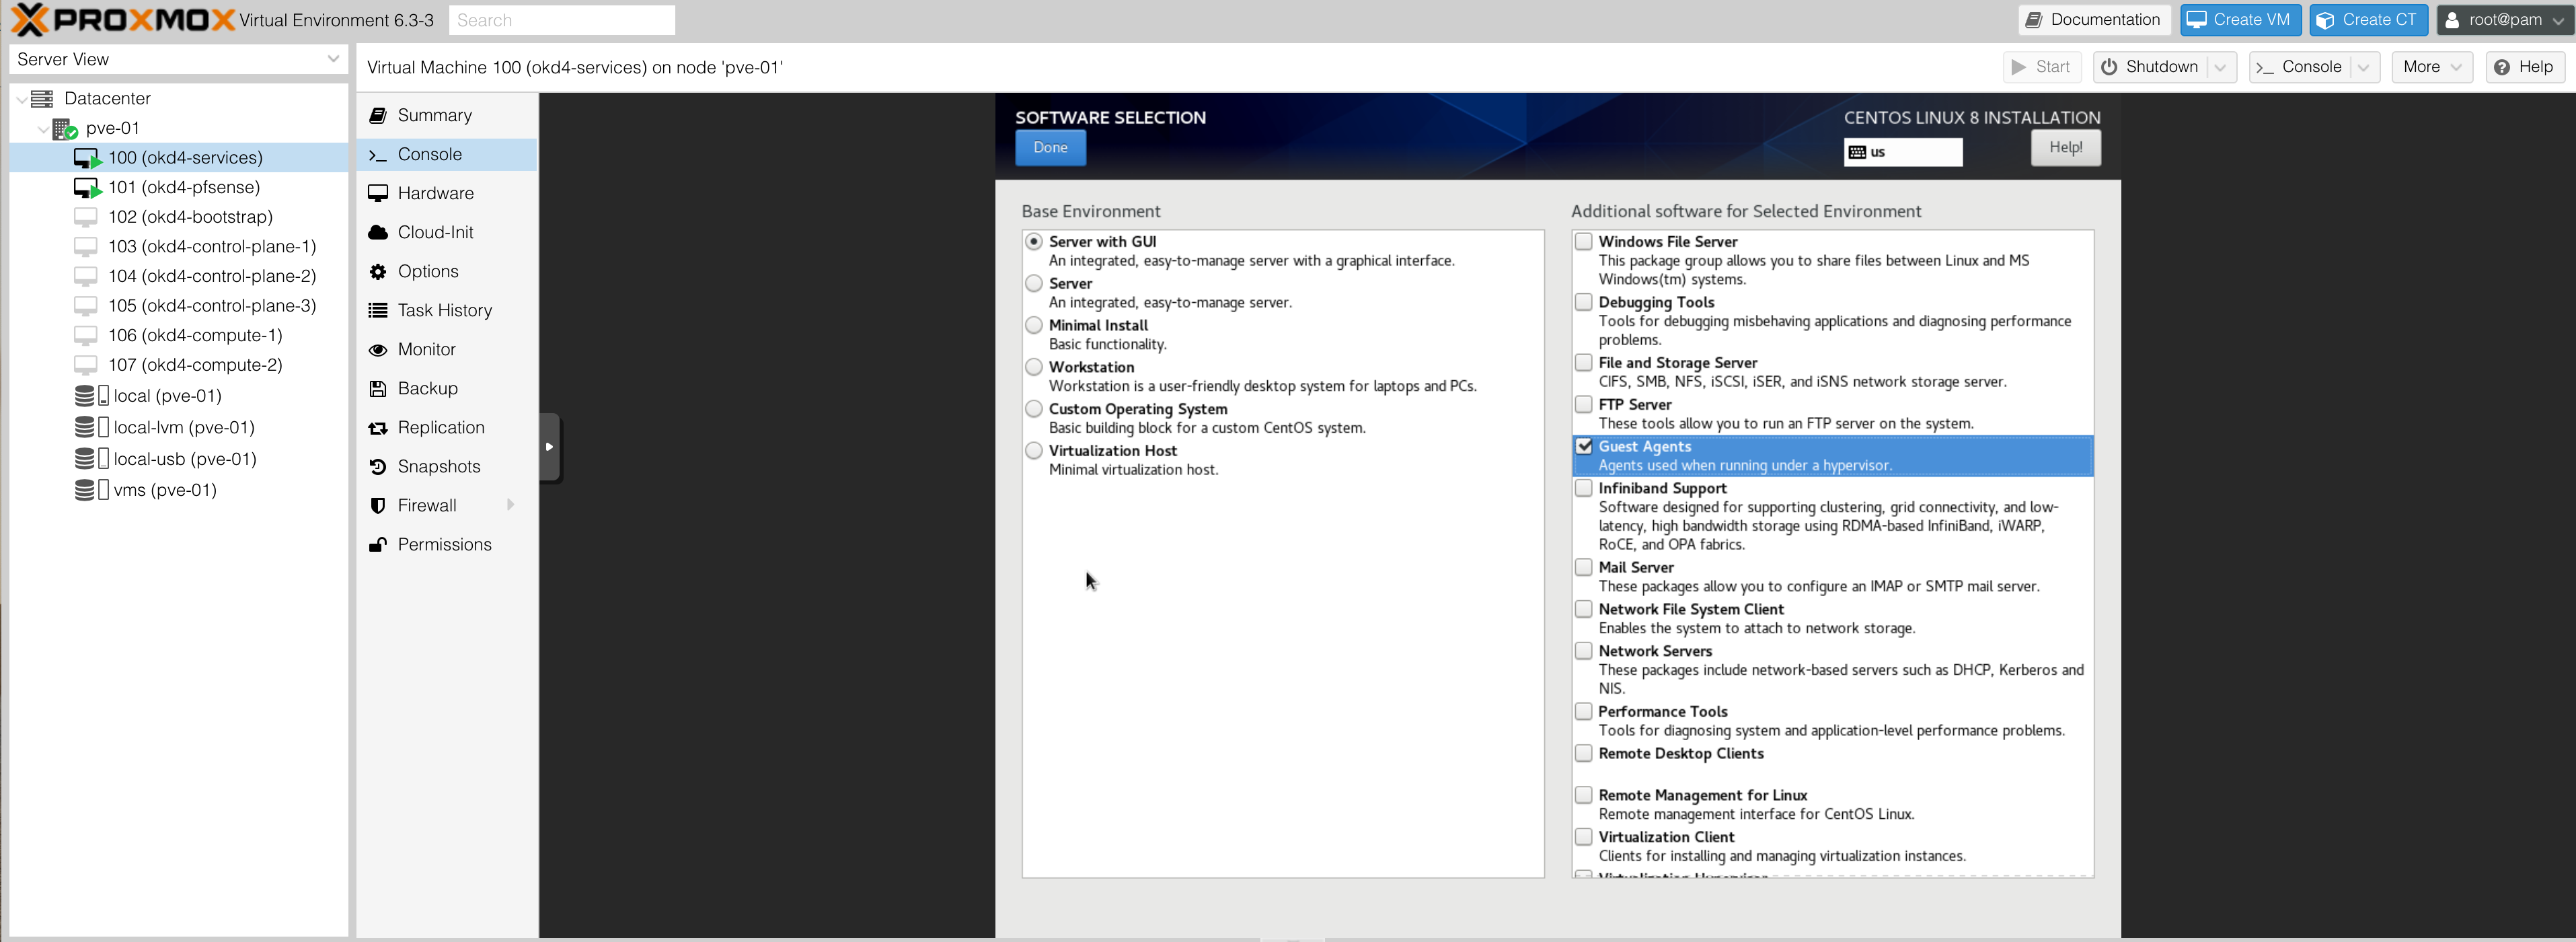 PROXMOX Virtual Environment 6.3-3 Search Documentation Create VM Create CT root@pam
Server View
Virtual Machine 100 (okd4-services) on node 'pve-01' Start Shutdown Console More Help
Datacenter
pve-01
100 (okd4-services)
101 (okd4-pfsense)
102 (okd4-bootstrap)
103 (okd4-control-plane-1)
104 (okd4-control-plane-2)
105 (okd4-control-plane-3)
106 (okd4-compute-1)
107 (okd4-compute-2)
local (pve-01)
local-lvm (pve-01)
local-usb (pve-01)
vms (pve-01)
Summary
Console
Hardware
Cloud-Init
Options
Task History
Monitor
Backup
Replication
Snapshots
Firewall
Permissions
SOFTWARE SELECTION
Done
CENTOS LINUX 8 INSTALLATION
us
Help!
Base Environment
Server with GUI
An integrated, easy-to-manage server with a graphical interface.
Server
An integrated, easy-to-manage server.
Minimal Install
Basic functionality.
Workstation
Workstation is a user-friendly desktop system for laptops and PCs.
Custom Operating System
Basic building block for a custom CentOS system.
Virtualization Host
Minimal virtualization host.
Additional software for Selected Environment
Windows File Server
This package group allows you to share files between Linux and MS
Windows(tm) systems.
Debugging Tools
Tools for debugging misbehaving applications and diagnosing performance
problems.
File and Storage Server
CIFS, SMB, NFS, iSCSI, iSER, and iSNS network storage server.
FTP Server
These tools allow you to run an FTP server on the system.
Guest Agents
Agents used when running under a hypervisor.
Infiniband Support
Software designed for supporting clustering, grid connectivity, and low-
latency, high bandwidth storage using RDMA-based InfiniBand, iWARP,
RoCE, and OPA fabrics.
Mail Server
These packages allow you to configure an IMAP or SMTP mail server.
Network File System Client
Enables the system to attach to network storage.
Network Servers
These packages include network-based servers such as DHCP, Kerberos and
NIS.
Performance Tools
Tools for diagnosing system and application-level performance problems.
Remote Desktop Clients
Remote Management for Linux
Remote management interface for CentOS Linux.
Virtualization Client
Clients for installing and managing virtualization instances.
Virtualization Hypervisor